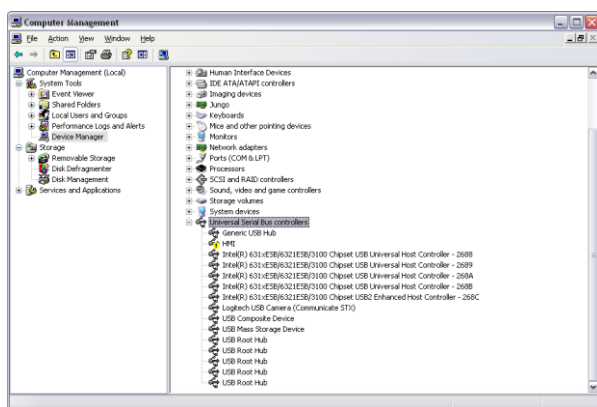 Computer Management
File Action View Window Help
Computer Management (Local)
System Tools
Event Viewer
Shared Folders
Local Users and Groups
Performance Logs and Alerts
Device Manager
Storage
Removable Storage
Disk Defragmenter
Disk Management
Services and Applications
Human Interface Devices
IDE ATA/ATAPI controllers
Imaging devices
Jungo
Keyboards
Mice and other pointing devices
Monitors
Network adapters
Ports (COM & LPT)
Processors
SCSI and RAID controllers
Sound, video and game controllers
Storage volumes
System devices
Universal Serial Bus controllers
Generic USB Hub
HMI
Intel(R) 631xESB/6321ESB/3100 Chipset USB Universal Host Controller - 2688
Intel(R) 631xESB/6321ESB/3100 Chipset USB Universal Host Controller - 2689
Intel(R) 631xESB/6321ESB/3100 Chipset USB Universal Host Controller - 268A
Intel(R) 631xESB/6321ESB/3100 Chipset USB Universal Host Controller - 268B
Intel(R) 631xESB/6321ESB/3100 Chipset USB2 Enhanced Host Controller - 268C
Logitech USB Camera (Communicate STX)
USB Composite Device
USB Mass Storage Device
USB Root Hub
USB Root Hub
USB Root Hub
USB Root Hub
USB Root Hub